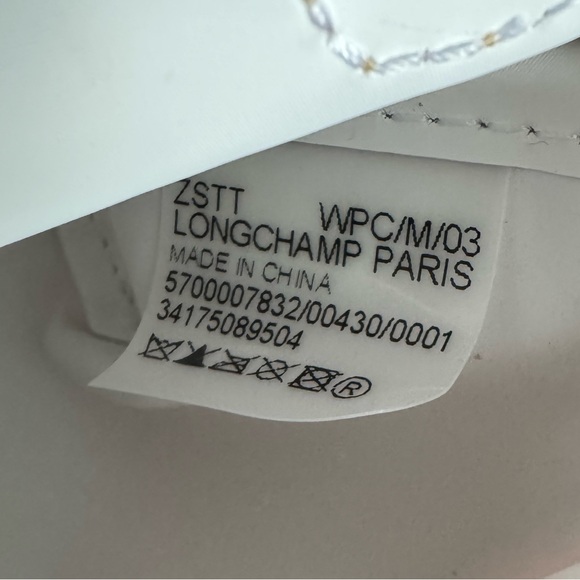 ZSTT WPC/M/03
LONGCHAMP PARIS
MADE IN CHINA
5700007832/00430/0001
34175089504
®